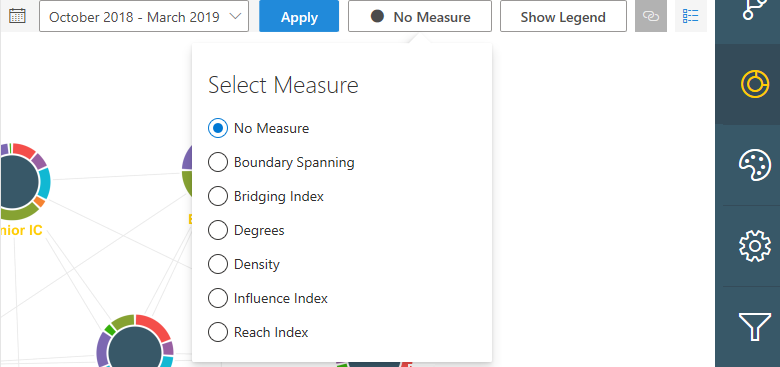 October 2018 - March 2019
Apply
No Measure
Show Legend
Select Measure
No Measure
Boundary Spanning
Bridging Index
Degrees
Density
Influence Index
Reach Index
nior IC